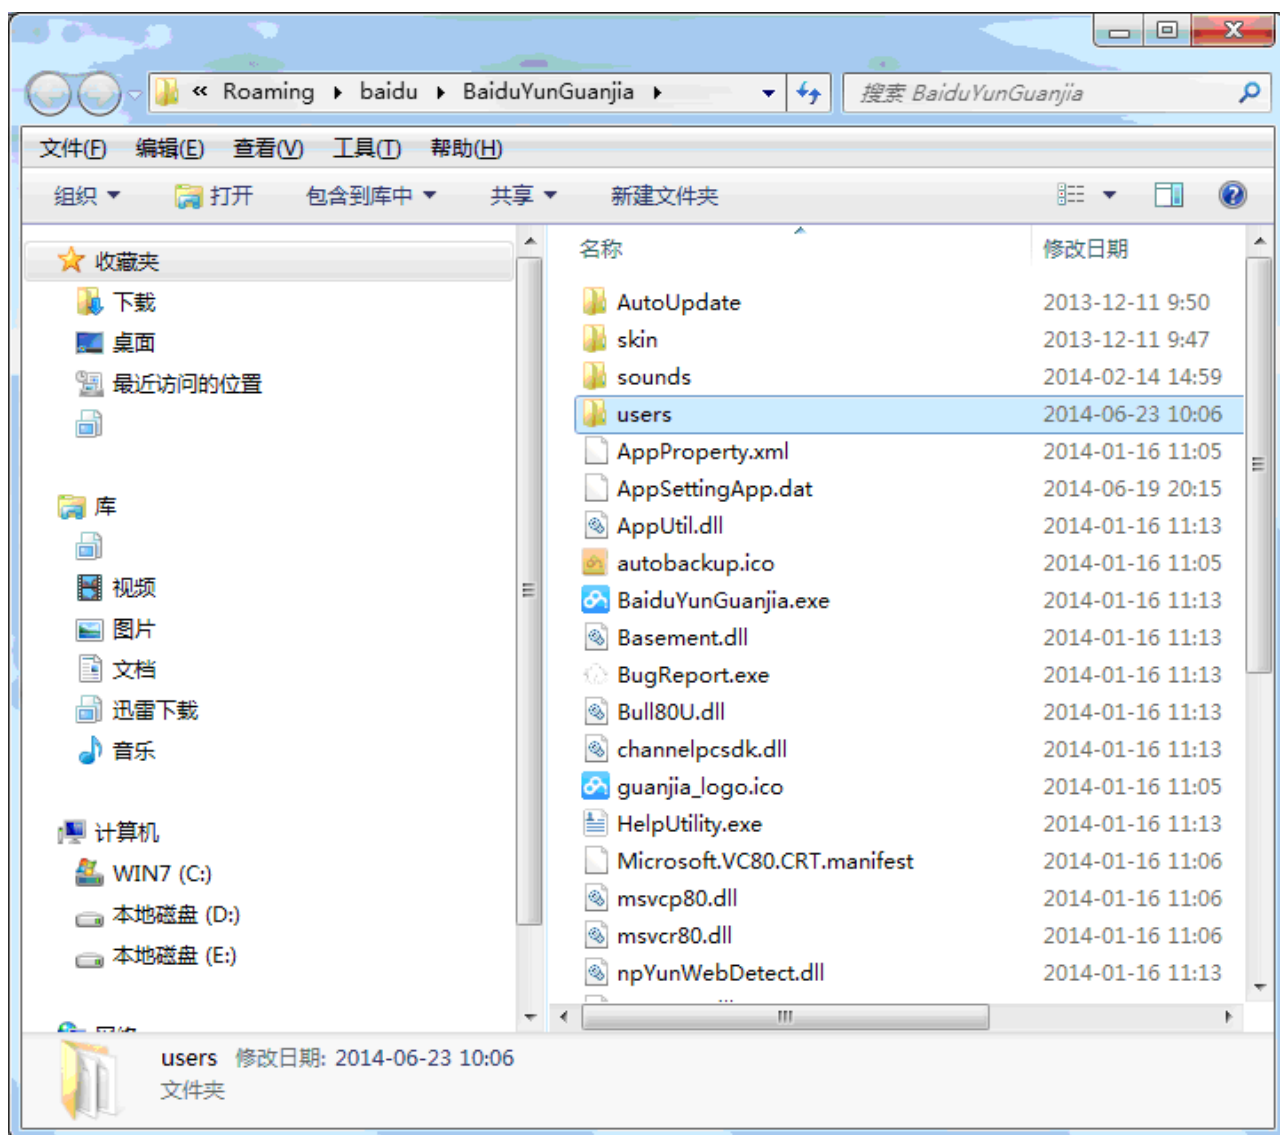 « Roaming baidu BaiduYunGuanjia
搜索 BaiduYunGuanjia
文件(F) 编辑(E) 查看(V) 工具(T) 帮助(H)
组织 打开 包含到库中 共享 新建文件夹
收藏夹
下载
桌面
最近访问的位置
库
视频
图片
文档
迅雷下载
音乐
计算机
WIN7 (C:)
本地磁盘 (D:)
本地磁盘 (E:)
名称 修改日期
AutoUpdate 2013-12-11 9:50
skin 2013-12-11 9:47
sounds 2014-02-14 14:59
users 2014-06-23 10:06
AppProperty.xml 2014-01-16 11:05
AppSettingApp.dat 2014-06-19 20:15
AppUtil.dll 2014-01-16 11:13
autobackup.ico 2014-01-16 11:05
BaiduYunGuanjia.exe 2014-01-16 11:13
Basement.dll 2014-01-16 11:13
BugReport.exe 2014-01-16 11:13
Bull80U.dll 2014-01-16 11:13
channelpcsdk.dll 2014-01-16 11:13
guanjia_logo.ico 2014-01-16 11:05
HelpUtility.exe 2014-01-16 11:13
Microsoft.VC80.CRT.manifest 2014-01-16 11:06
msvcp80.dll 2014-01-16 11:06
msvcr80.dll 2014-01-16 11:06
npYunWebDetect.dll 2014-01-16 11:13
users 修改日期: 2014-06-23 10:06
文件夹